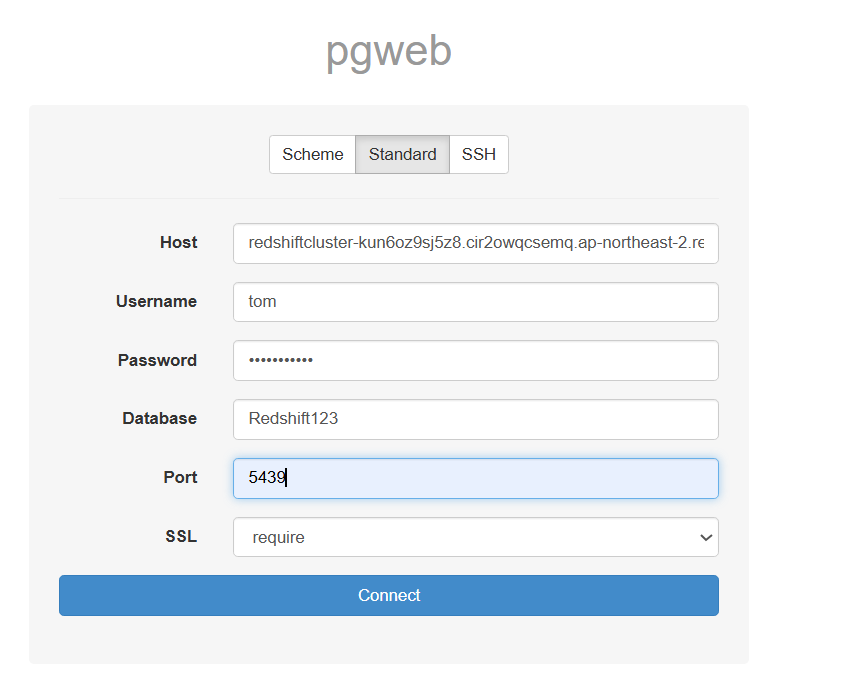 pgweb
Scheme Standard SSH
Host redshiftcluster-kun6oz9sj5z8.cir2owqcsemq.ap-northeast-2.re
Username tom
Password •••••••••••
Database Redshift123
Port 5439
SSL require
Connect